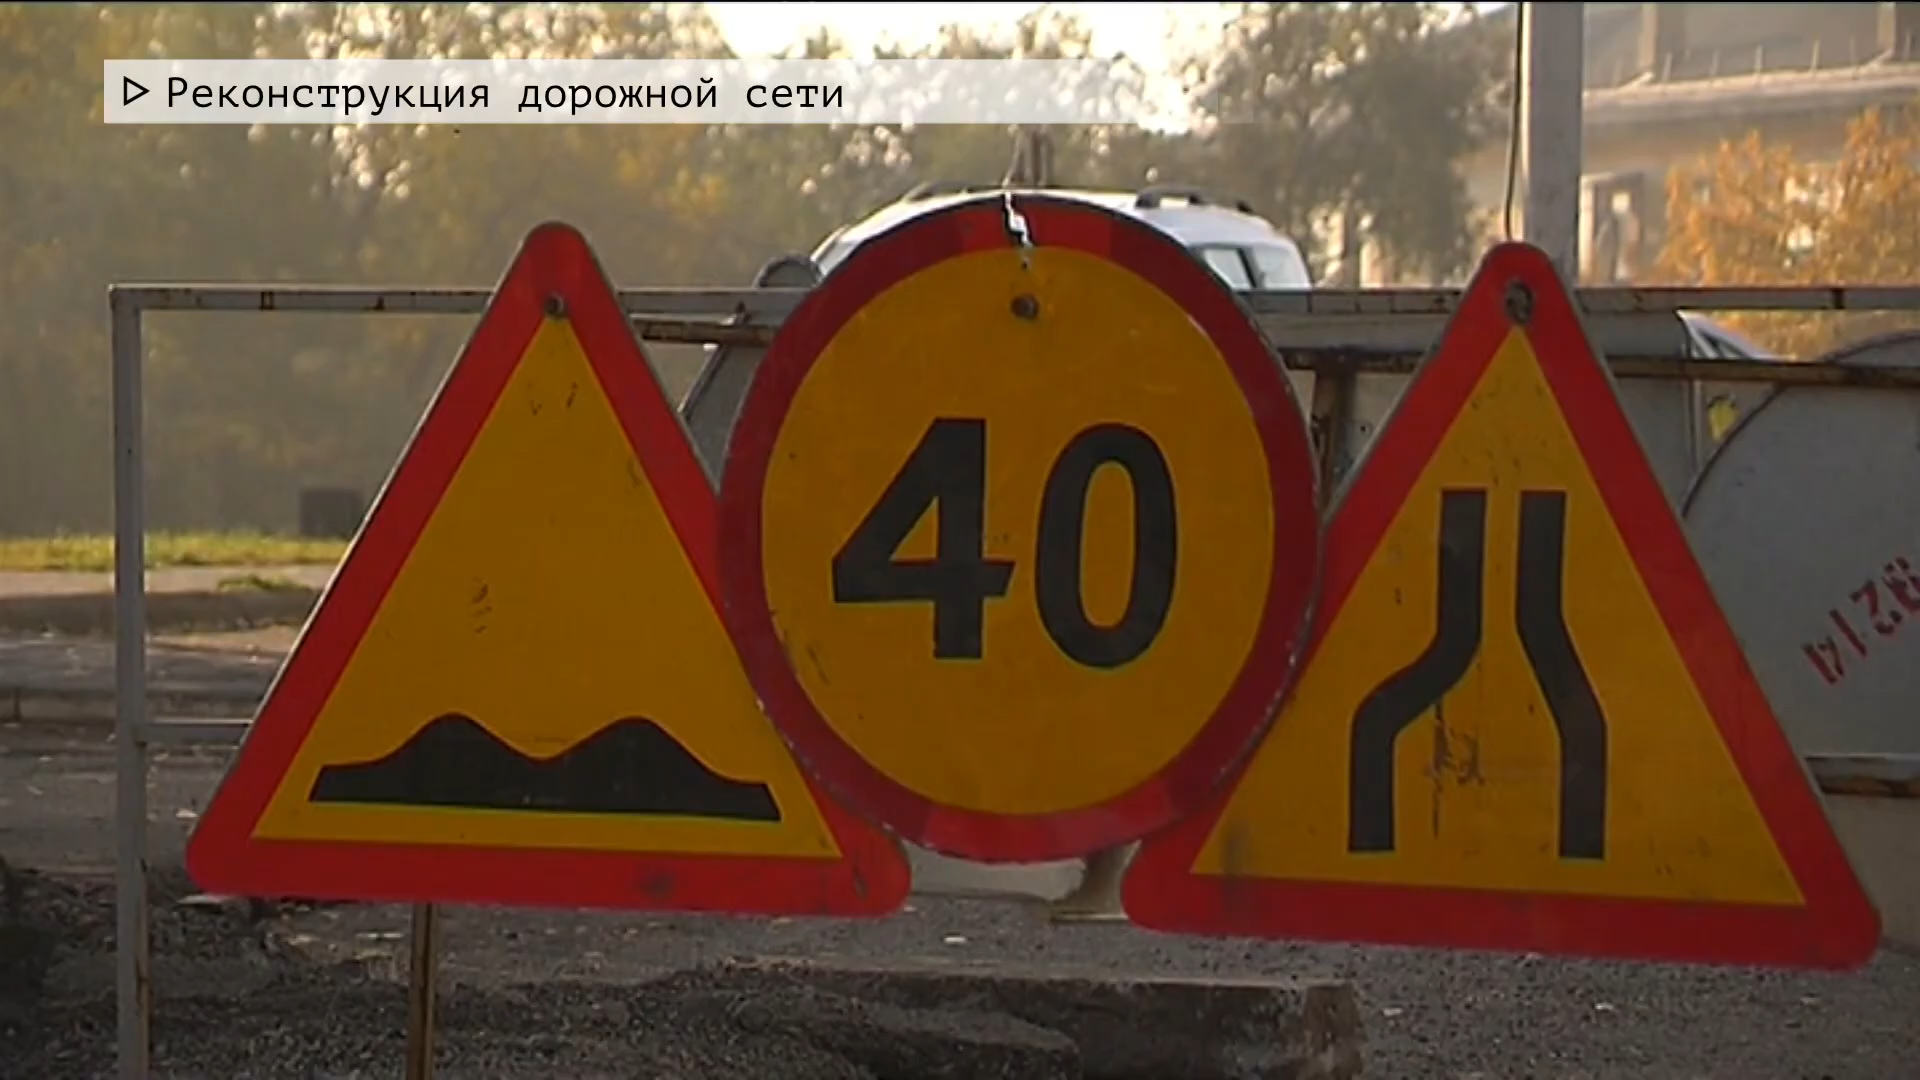 Реконструкция дорожной сети
40